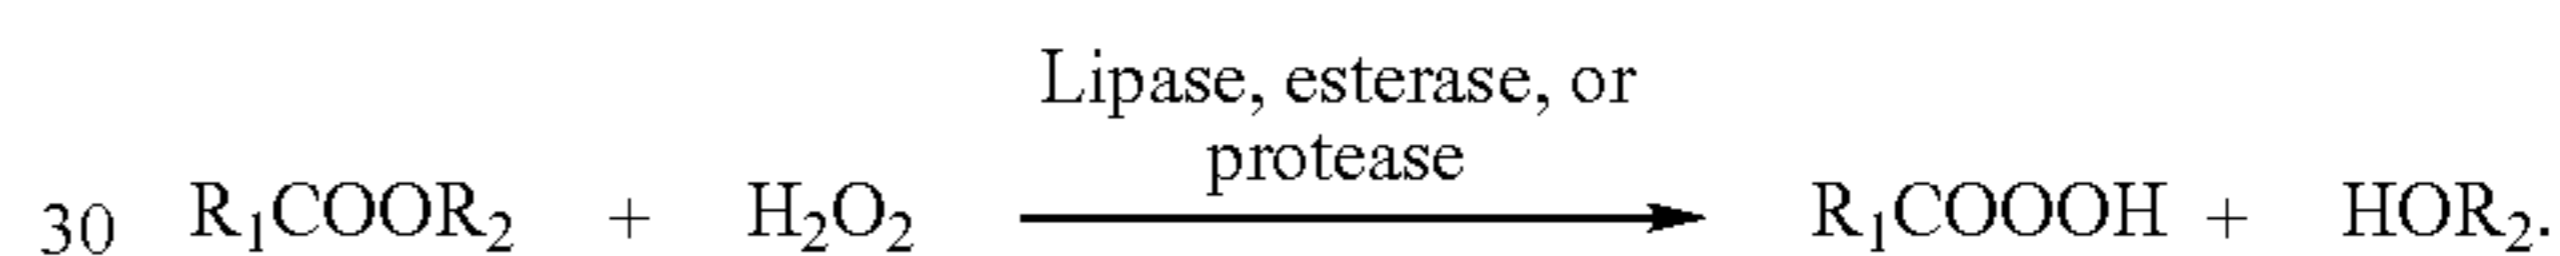 Lipase, esterase, or
protease
30 R₁COOR₂ + H₂O₂ ⟶ R₁COOOH + HOR₂.